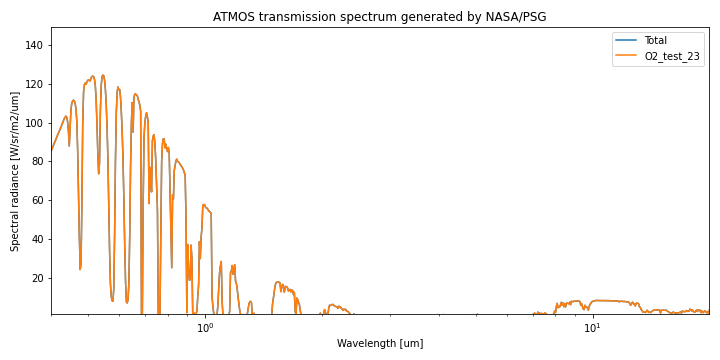 ATMOS transmission spectrum generated by NASA/PSG
Total
O2_test_23
140
120
100
80
60
40
20
Spectral radiance [W/sr/m2/um]
10⁰
10¹
Wavelength [um]